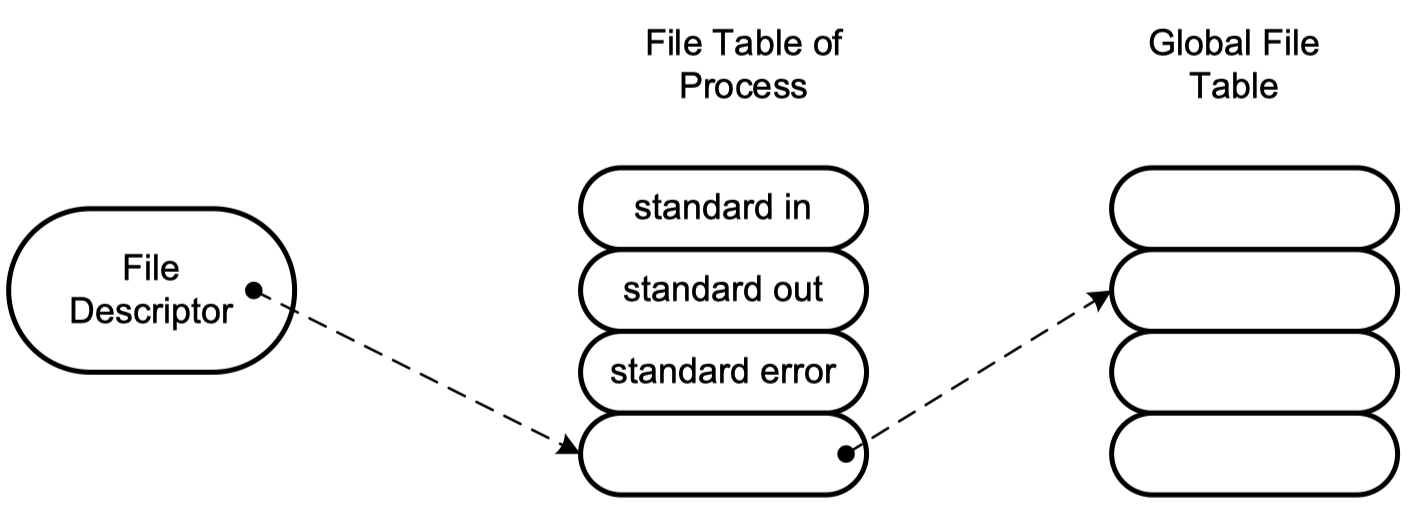 File Table of
Process
Global File
Table
File
Descriptor
standard in
standard out
standard error